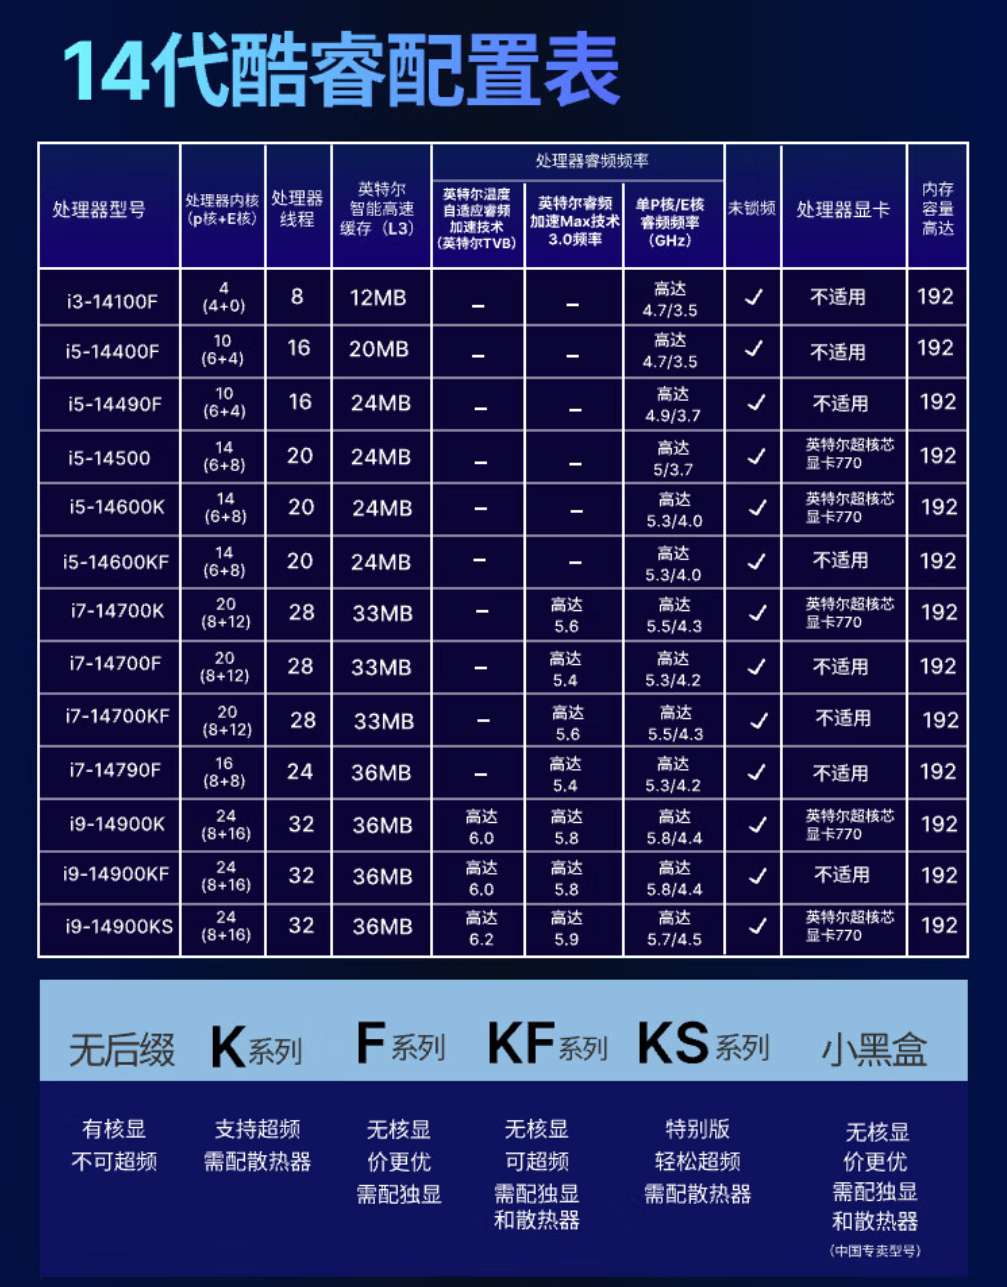 14代酷睿配置表
处理器型号
处理器内核
（p核+E核）
处理器
线程
英特尔
智能高速
缓存（L3）
处理器睿频频率
英特尔温度
自适应睿频
加速技术
（英特尔TVB）
英特尔睿频
加速Max技术
3.0频率
单P核/E核
睿频频率
（GHz）
未锁频
处理器显卡
内存
容量
高达
i3-14100F 4 8 12MB – – 高达 ✓ 不适用 192
(4+0) 4.7/3.5
i5-14400F 10 16 20MB – – 高达 ✓ 不适用 192
(6+4) 4.7/3.5
i5-14490F 10 16 24MB – – 高达 ✓ 不适用 192
(6+4) 4.9/3.7
i5-14500 14 20 24MB – – 高达 ✓ 英特尔超核芯 192
(6+8) 5/3.7 显卡770
i5-14600K 14 20 24MB – – 高达 ✓ 英特尔超核芯 192
(6+8) 5.3/4.0 显卡770
i5-14600KF 14 20 24MB – – 高达 ✓ 不适用 192
(6+8) 5.3/4.0
i7-14700K 20 28 33MB – 高达 高达 ✓ 英特尔超核芯 192
(8+12) 5.6 5.5/4.3 显卡770
i7-14700F 20 28 33MB – 高达 高达 ✓ 不适用 192
(8+12) 5.4 5.3/4.2
i7-14700KF 20 28 33MB – 高达 高达 ✓ 不适用 192
(8+12) 5.6 5.5/4.3
i7-14790F 16 24 36MB – 高达 高达 ✓ 不适用 192
(8+8) 5.4 5.3/4.2
i9-14900K 24 32 36MB 高达 高达 高达 ✓ 英特尔超核芯 192
(8+16) 6.0 5.8 5.8/4.4 显卡770
i9-14900KF 24 32 36MB 高达 高达 高达 ✓ 不适用 192
(8+16) 6.0 5.8 5.8/4.4
i9-14900KS 24 32 36MB 高达 高达 高达 ✓ 英特尔超核芯 192
(8+16) 6.2 5.9 5.7/4.5 显卡770
无后缀
有核显
不可超频
K系列
支持超频
需配散热器
F系列
无核显
价更优
需配独显
KF系列
无核显
可超频
需配独显
和散热器
KS系列
特别版
轻松超频
需配散热器
小黑盒
无核显
价更优
需配独显
和散热器
（中国专卖型号）